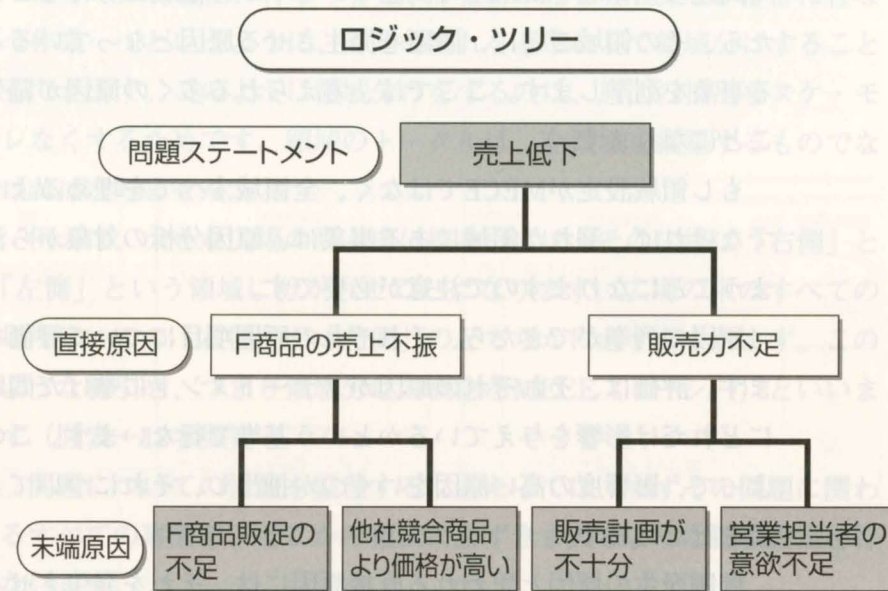 ロジック・ツリー
問題ステートメント
売上低下
直接原因
F商品の売上不振
販売力不足
末端原因
F商品販促の
不足
他社競合商品
より価格が高い
販売計画が
不十分
営業担当者の
意欲不足